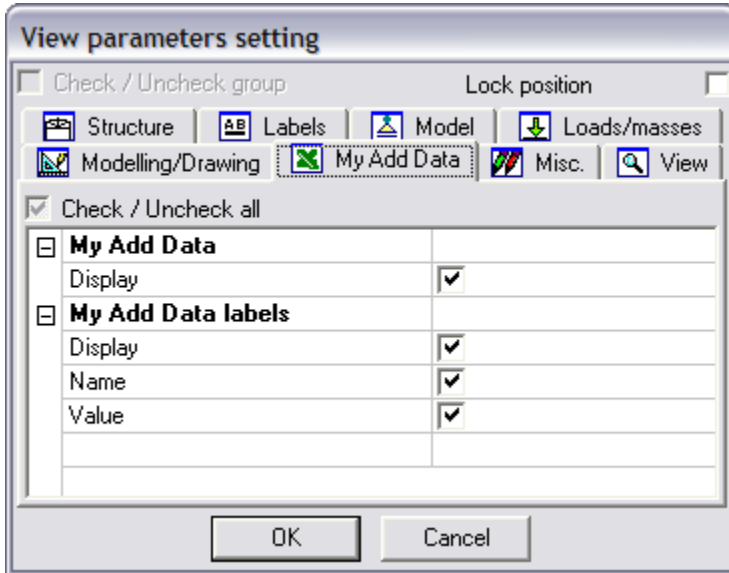 View parameters setting
Check / Uncheck group Lock position
Structure AB Labels Model Loads/masses
Modelling/Drawing My Add Data Misc. View
Check / Uncheck all
My Add Data
Display
My Add Data labels
Display
Name
Value
OK Cancel